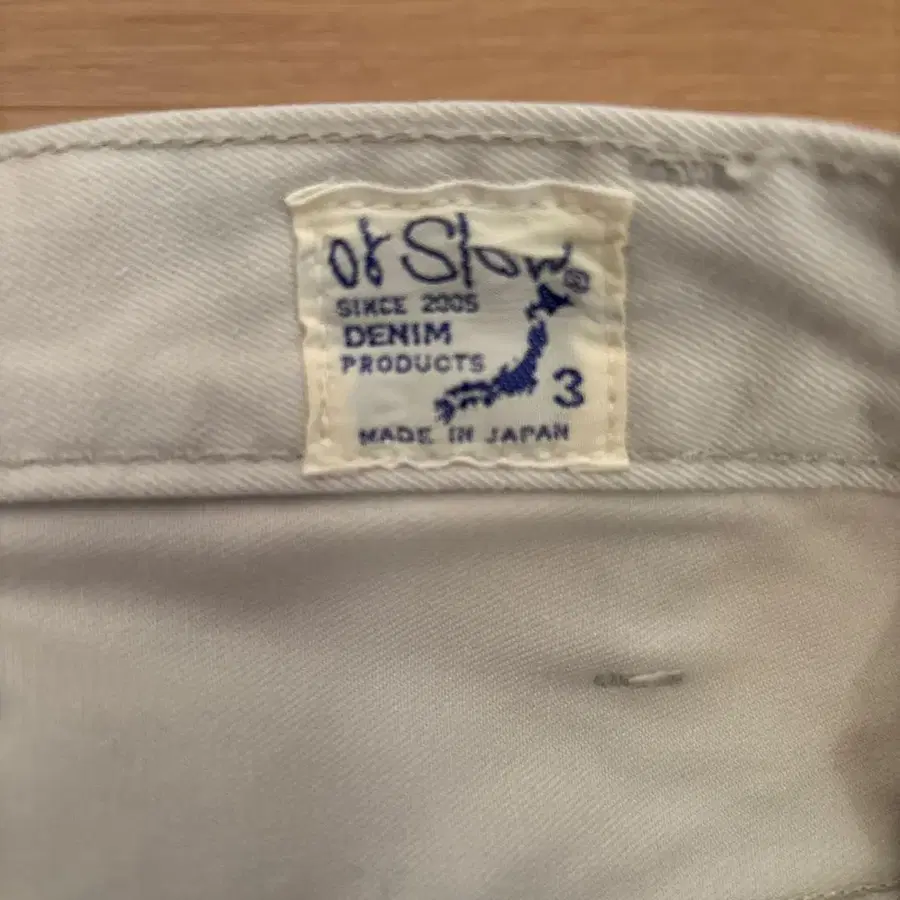 or Slow®
SINCE 2005
DENIM
PRODUCTS
3
MADE IN JAPAN